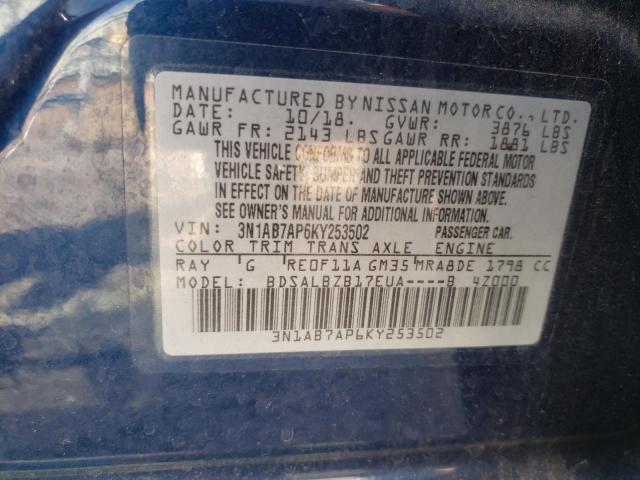 MANUFACTURED BY NISSAN MOTOR CO., LTD.
DATE: 10/18. GVWR: 3876 LBS
GAWR FR: 2143 LBS GAWR RR: 1881 LBS
THIS VEHICLE CONFORMS TO ALL APPLICABLE FEDERAL MOTOR
VEHICLE SAFETY, BUMPER AND THEFT PREVENTION STANDARDS
IN EFFECT ON THE DATE OF MANUFACTURE SHOWN ABOVE.
SEE OWNER'S MANUAL FOR ADDITIONAL INFORMATION.
VIN: 3N1AB7AP6KY253502 PASSENGER CAR.
COLOR TRIM TRANS AXLE ENGINE
RAY G RE0F11A GM35 MRA8DE 1798 CC
MODEL: BDSALBZB17EUA----B 4Z000
3N1AB7AP6KY253502